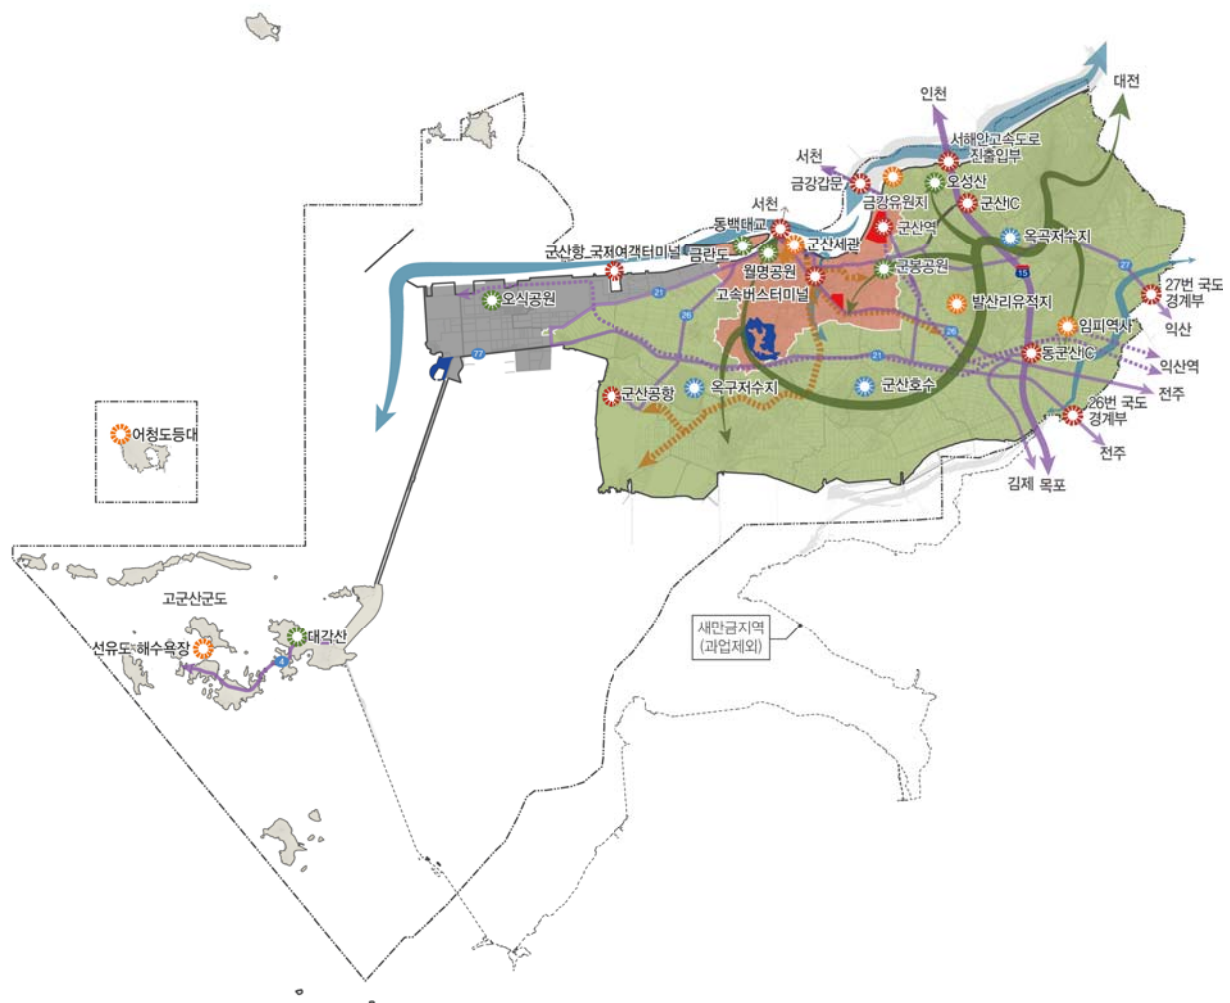 대전
인천
서해안고속도로
진출입부
서천
금강갑문
오성산
금강유원지
군산IC
서천
동백대교
군산역
군산세관
옥곡저수지
군산항 국제여객터미널
금란도
월명공원
군봉공원
27
15
고속버스터미널
27번 국도
경계부
오식공원
21
26
발산리유적지
임피역사
익산
26
77
21
동군산IC
익산역
군산공항
옥구저수지
군산호수
전주
26번 국도
경계부
어청도등대
전주
김제
목포
고군산군도
새만금지역
(과업제외)
선유도 해수욕장
대각산
4